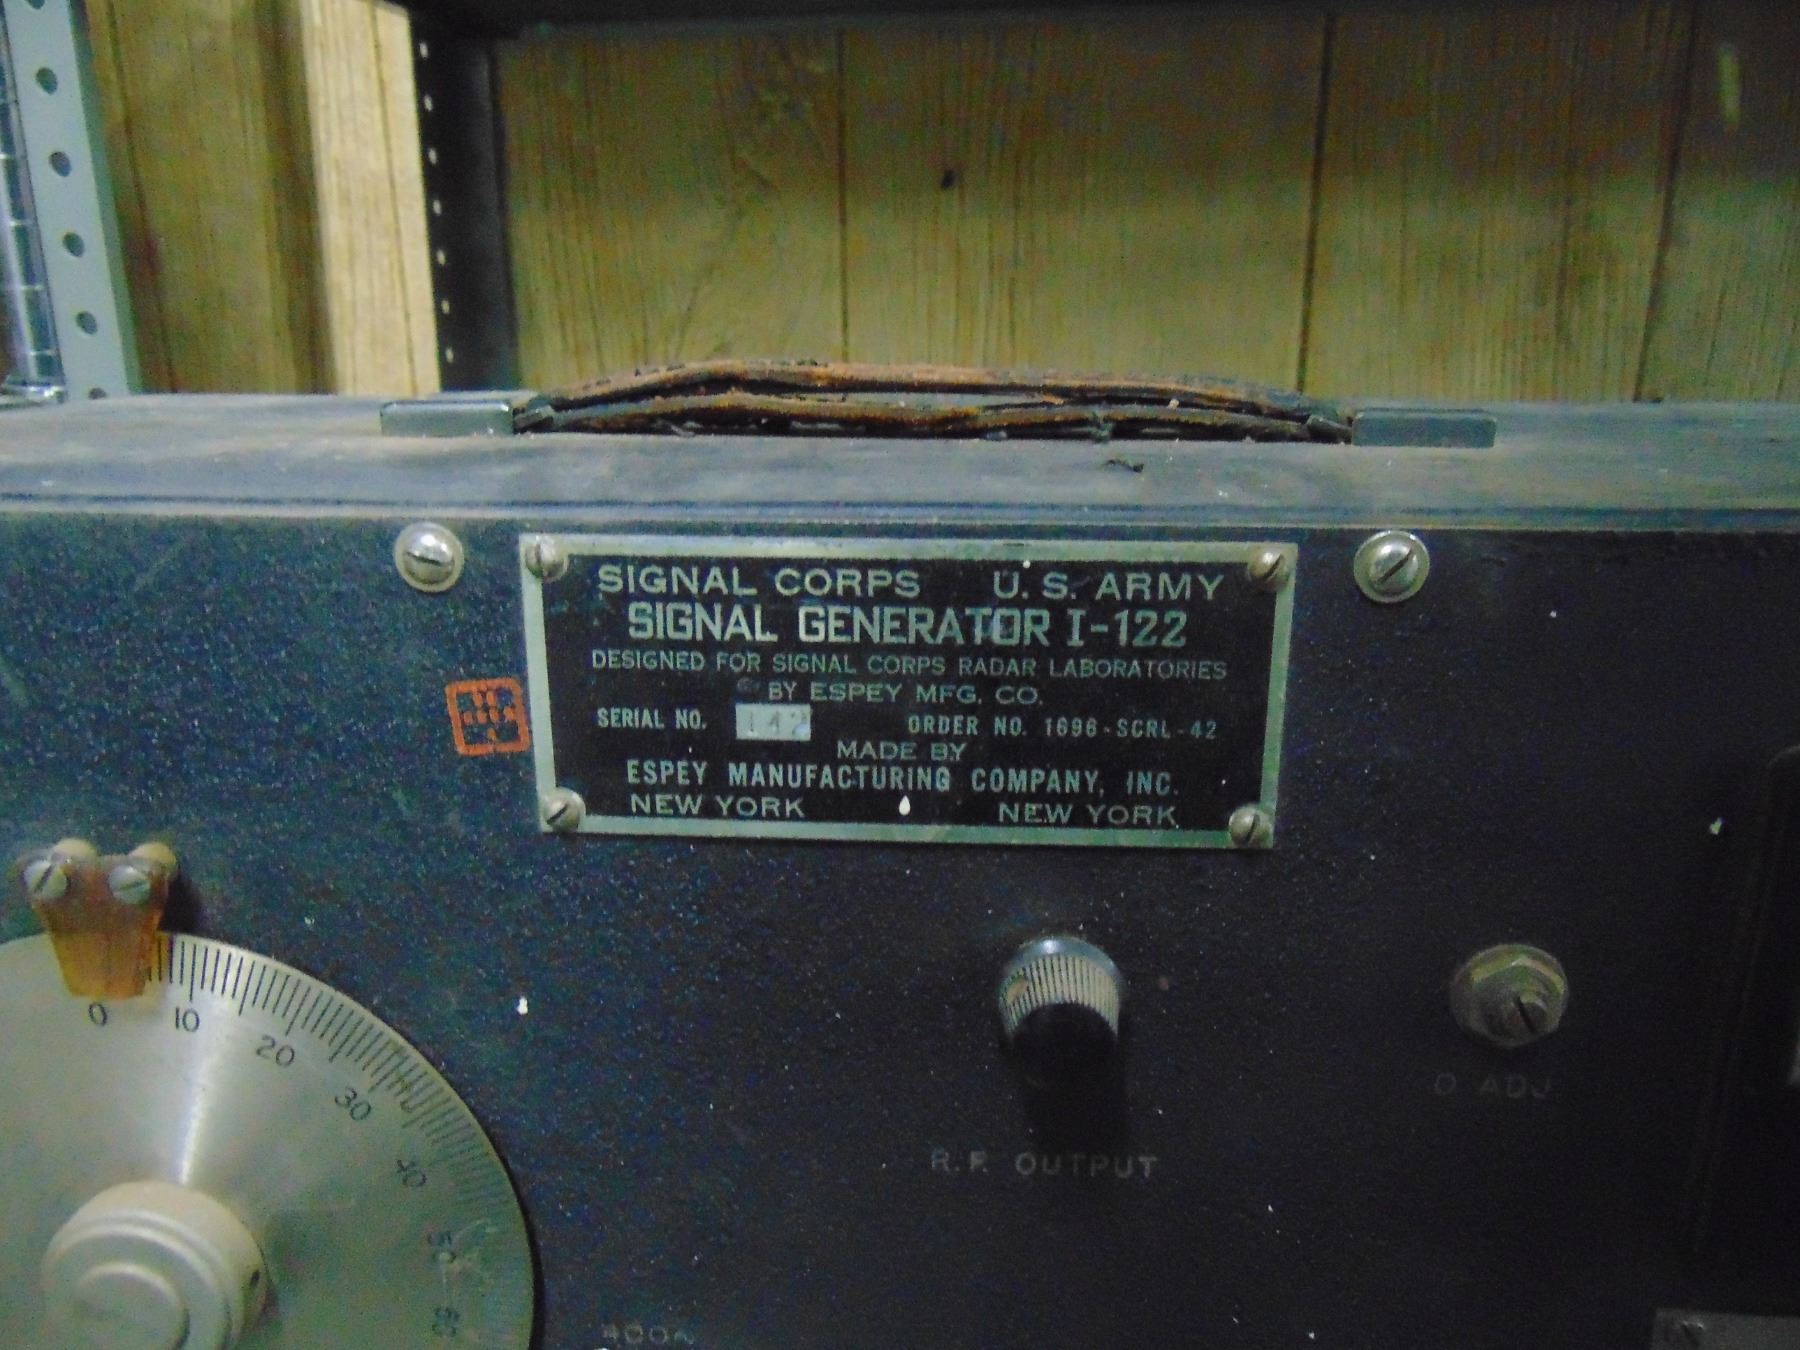 SIGNAL CORPS U.S. ARMY
SIGNAL GENERATOR I-122
DESIGNED FOR SIGNAL CORPS RADAR LABORATORIES
BY ESPEY MFG. CO.
SERIAL NO. 142 ORDER NO. 1696-SCRL-42
MADE BY
ESPEY MANUFACTURING COMPANY, INC.
NEW YORK NEW YORK
0 10 20 30 40 50 60
R.F. OUTPUT
O ADJ.